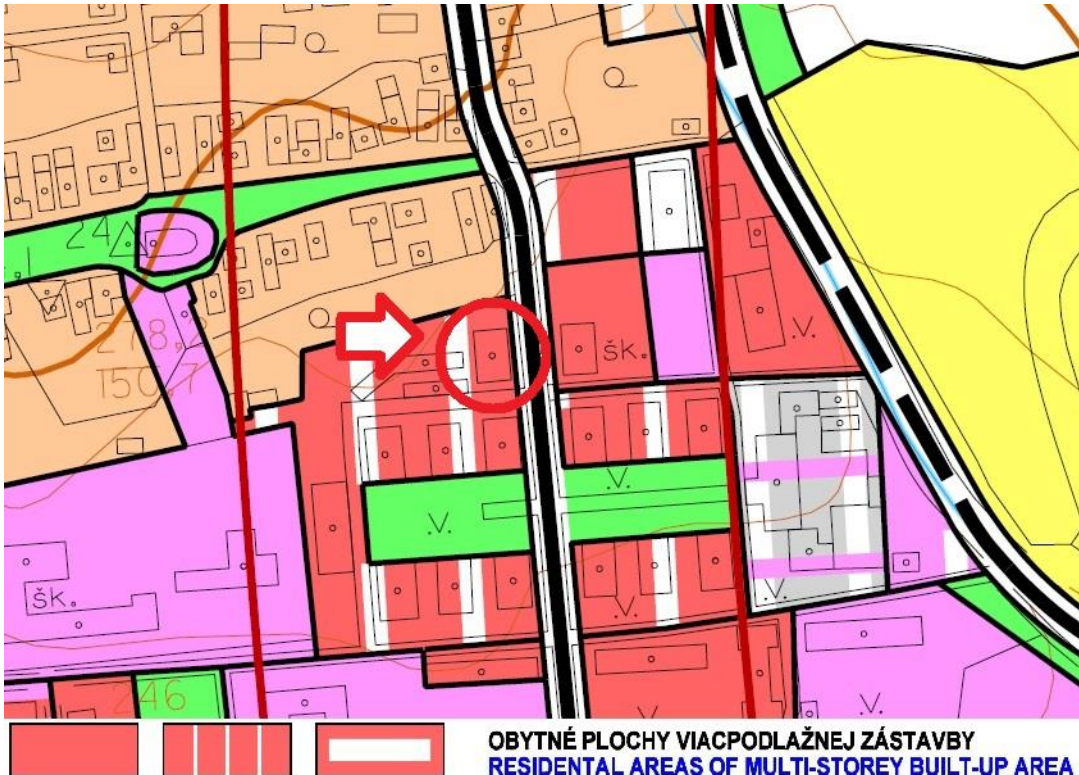 24
278,2
150,7
šk.
.V.
.V.
.V.
šk.
.V.
.V.
246
.V.
OBYTNÉ PLOCHY VIACPODLAŽNEJ ZÁSTAVBY
RESIDENTAL AREAS OF MULTI-STOREY BUILT-UP AREA